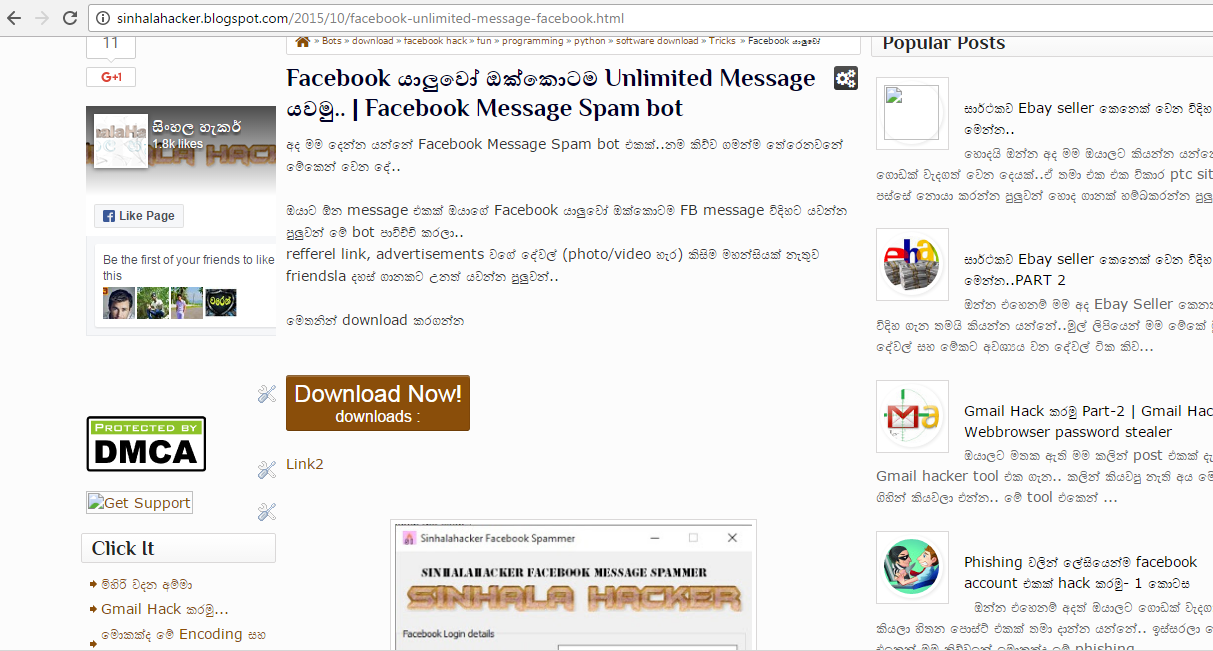 sinhalahacker.blogspot.com/2015/10/facebook-unlimited-message-facebook.html
11
G+1
සිංහල හැකර්
1.8k likes
Like Page
Be the first of your friends to like
this
PROTECTED BY
DMCA
Get Support
Click It
මිහිරි වදන අම්මා
Gmail Hack කරමු...
මොකක්ද මේ Encoding සහ
» Bots » download » facebook hack » fun » programming » python » software download » Tricks » Facebook යාලුවෝ
Facebook යාලුවෝ ඔක්කොටම Unlimited Message
යවමු.. | Facebook Message Spam bot
අද මම දෙන්න යන්නේ Facebook Message Spam bot එකක්..නම කිව්ව ගමන්ම තේරෙනවනේ
මේකෙන් වෙන දේ..
ඔයාට ඕන message එකක් ඔයාගේ Facebook යාලුවෝ ඔක්කොටම FB message විදිහට යවන්න
පුලුවන් මේ bot පාවිච්චි කරලා..
refferel link, advertisements වගේ දේවල් (photo/video හැර) කිසිම මහන්සියක් නැතුව
friendsla දහස් ගානකට උනත් යවන්න පුලුවන්..
මෙතනින් download කරගන්න
Download Now!
downloads :
Link2
Sinhalahacker Facebook Spammer
SINHALAHACKER FACEBOOK MESSAGE SPAMMER
SINHALA HACKER
Facebook Login details
Popular Posts
සාර්ථකව Ebay seller කෙනෙක් වෙන විදිහ
මෙන්න..
හොදයි ඔන්න අද මම ඔයාලට කියන්න යන්නේ
ගොඩක් වැදගත් වෙන දෙයක්..ඒ තමා එක එක විකාර ptc sit
පස්සේ නොයා කරන්න පුලුවන් හොද ගානක් හම්බකරන්න පුලු
සාර්ථකව Ebay seller කෙනෙක් වෙන විදිහ
මෙන්න..PART 2
ඔන්න එහෙනම් මම අද Ebay Seller කෙනෙ
විදිහ ගැන තමයි කියන්න යන්නේ..මුල් ලිපියෙන් මම මේකේ
දේවල් සහ මේකට අවශ්‍යය වන දේවල් ටික කිව...
Gmail Hack කරමු Part-2 | Gmail Hac
Webbrowser password stealer
ඔයාලට මතක ඇති මම කලින් post එකක් දැ
Gmail hacker tool එක ගැන.. කලින් කියවපු නැති අය මෙ
ගිහින් කියවලා එන්න.. මේ tool එකෙන් ...
Phishing වලින් ලේසියෙන්ම facebook
account එකක් hack කරමු- 1 කොටස
ඔන්න එහෙනම් අදත් ඔයාලට ගොඩක් වැදග
කියලා හිතන පොස්ට් එකක් තමා දාන්න යන්නේ.. ඉස්සරලා
එකෙන් මම කිව්වනේ මොකක්ද මේ phishing